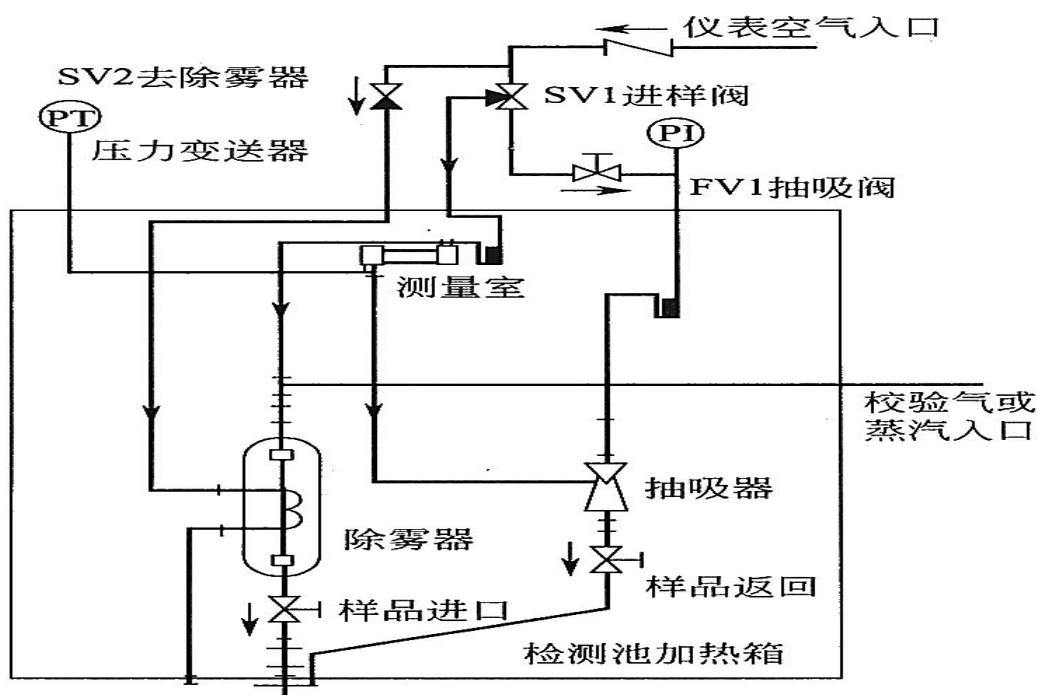 仪表空气入口
SV2去除雾器
SV1进样阀
PT
PI
压力变送器
FV1抽吸阀
测量室
校验气或
蒸汽入口
抽吸器
除雾器
样品返回
样品进口
检测池加热箱